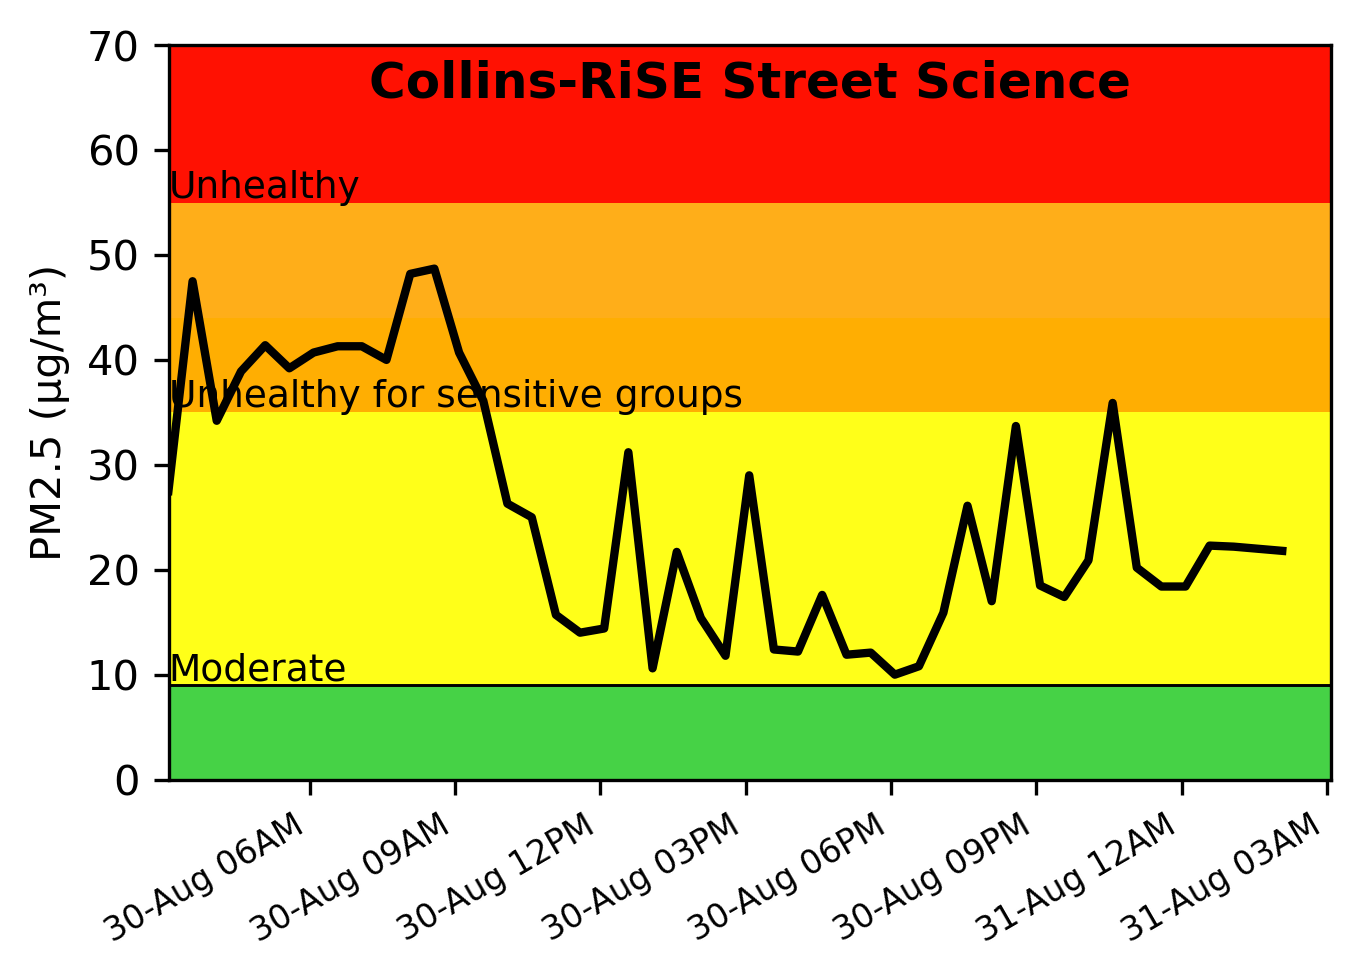 Collins-RiSE Street Science
70
60
50
40
30
20
10
0
PM2.5 (µg/m³)
Unhealthy
Unhealthy for sensitive groups
Moderate
30-Aug 06AM
30-Aug 09AM
30-Aug 12PM
30-Aug 03PM
30-Aug 06PM
30-Aug 09PM
31-Aug 12AM
31-Aug 03AM